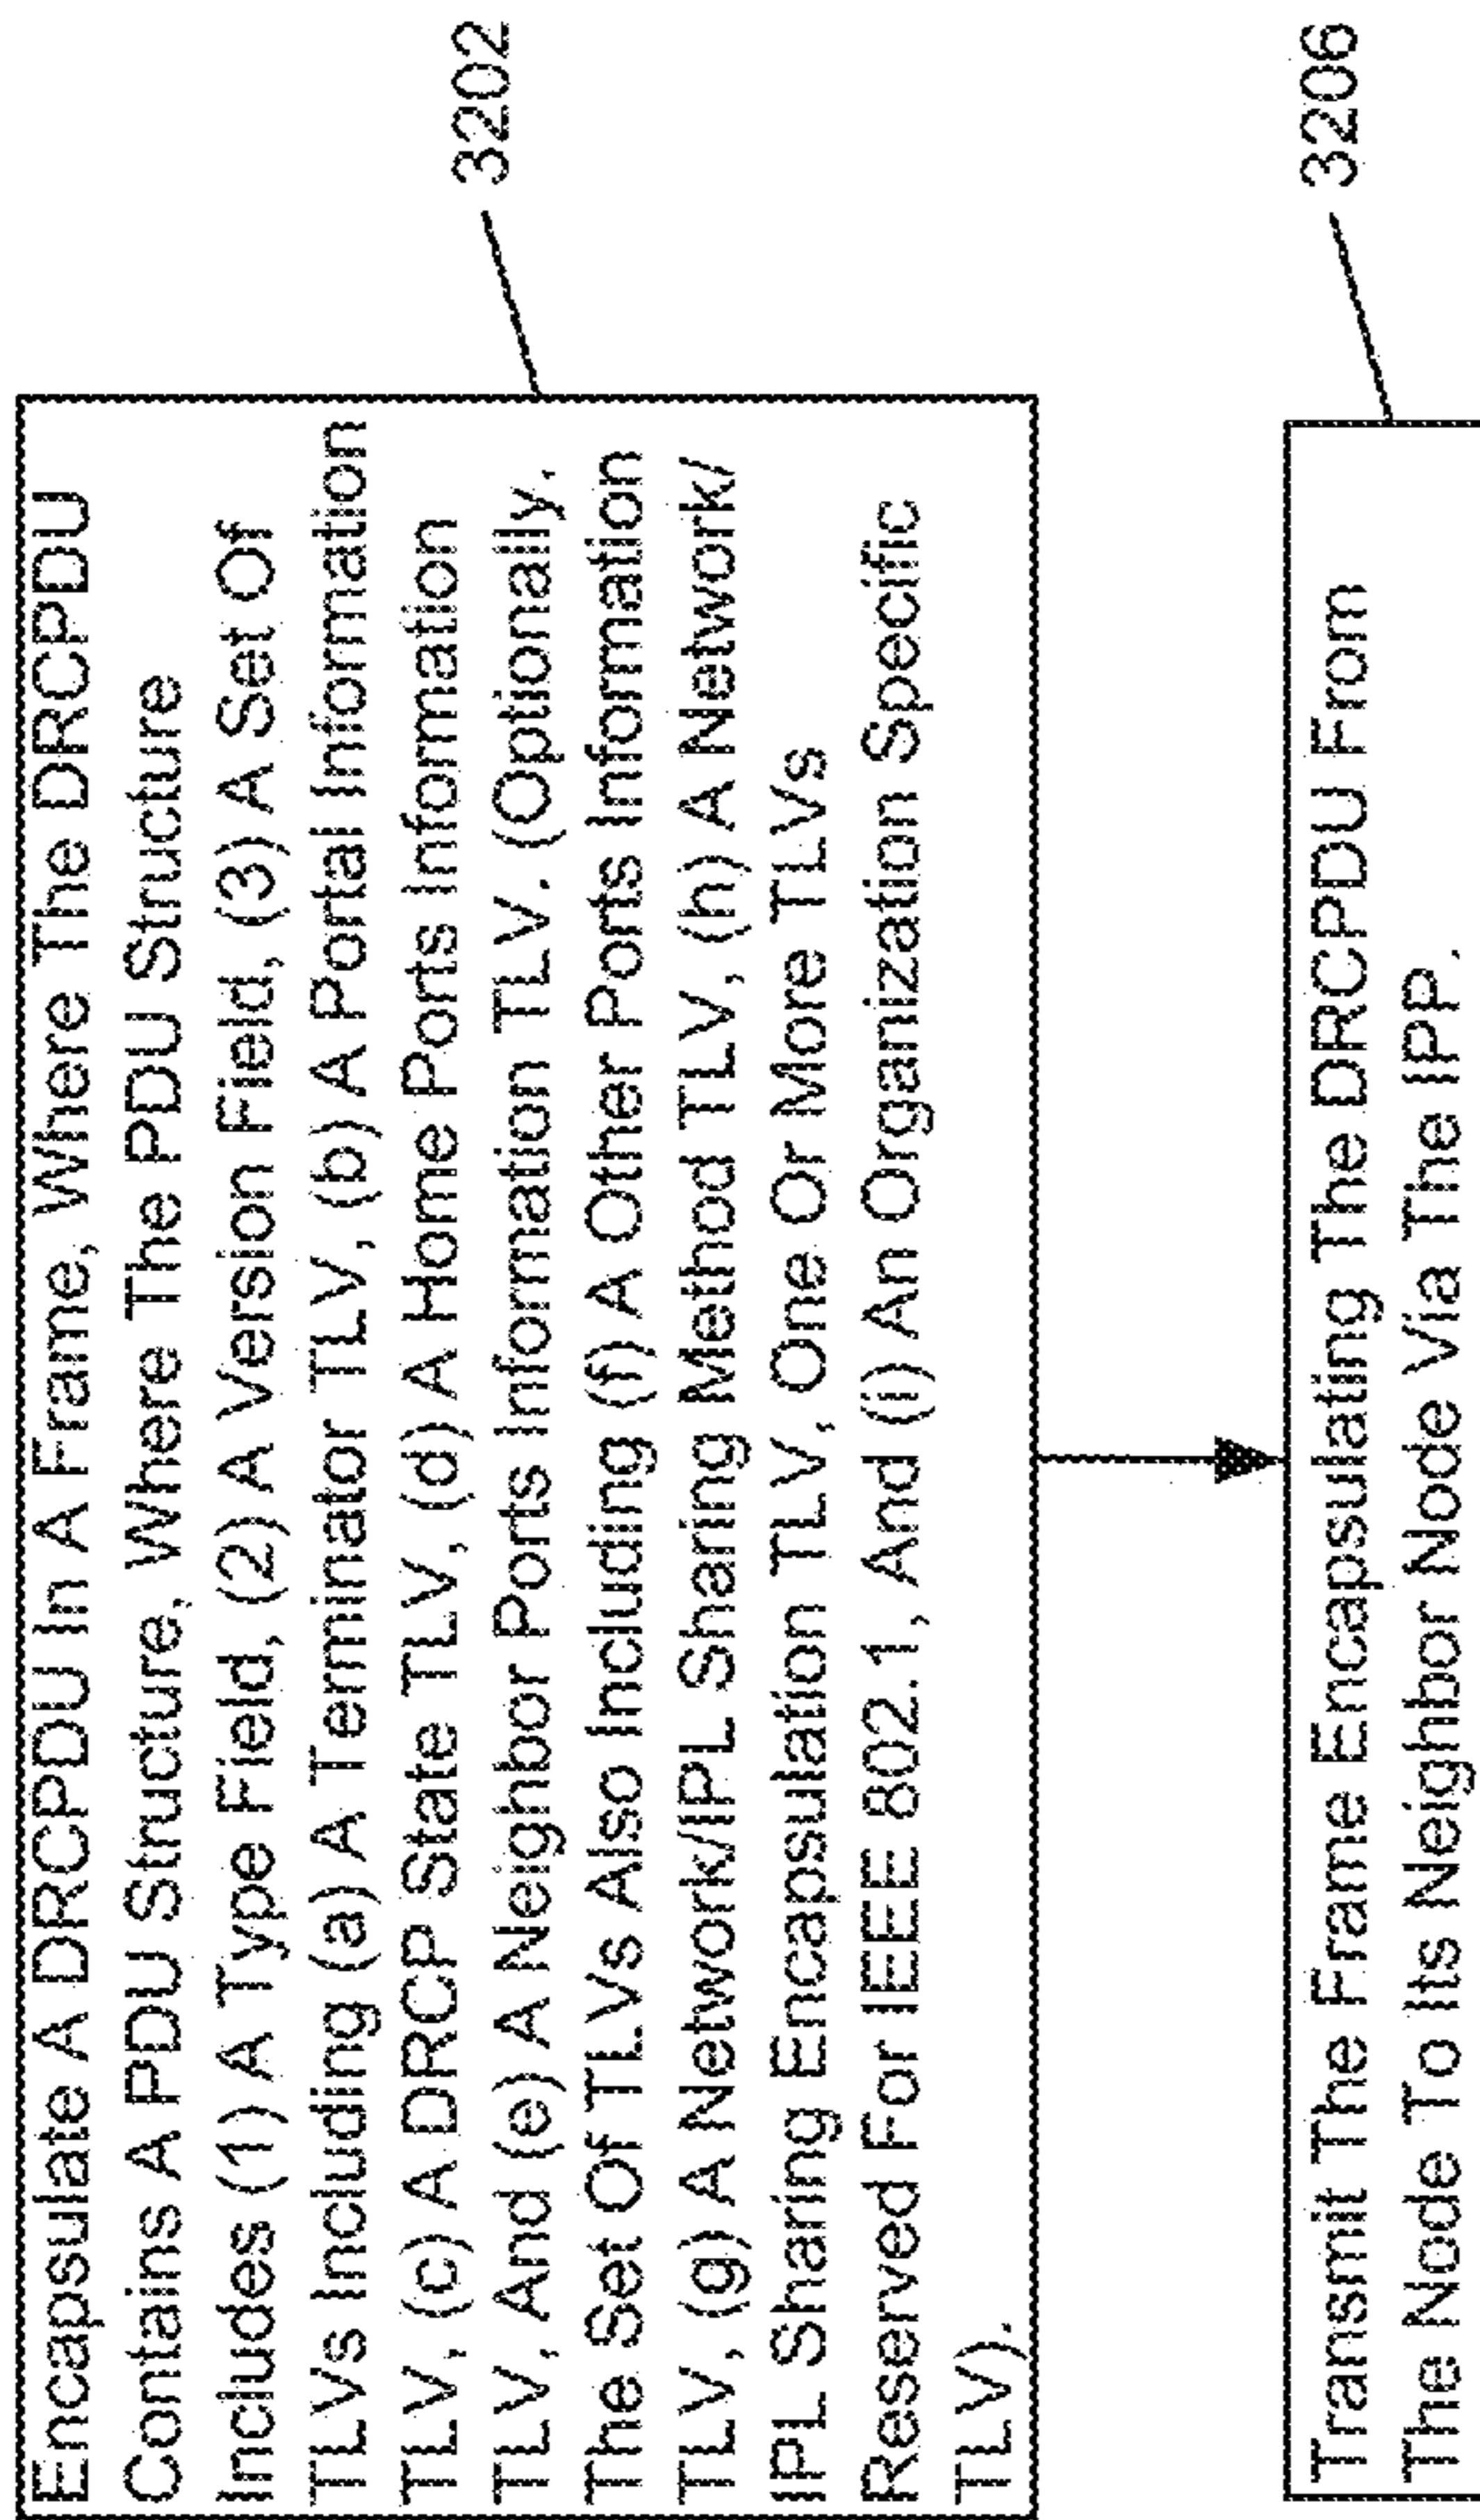 Encapsulate A DRCPDU In A Frame, Where The DRCPDU
Contains A PDU Structure, Where The PDU Structure
Includes (1) A Type Field, (2) A Version Field, (3) A Set Of
TLVs Including (a) A Terminator TLV, (b) A Portal Information
TLV, (c) A DRCP State TLV, (d) A Home Ports Information
TLV, And (e) A Neighbor Ports Information TLV. (Optionally,
The Set Of TLVs Also Including (f) A Other Ports Information
TLV, (g) A Network/IPL Sharing Method TLV, (h) A Network/
IPL Sharing Encapsulation TLV, One Or More TLVs
Reserved For IEEE 802.1, And (i) An Organization Specific
TLV).
3202
Transmit The Frame Encapsulating The DRCPDU From
The Node To Its Neighbor Node Via The IPP.
3206